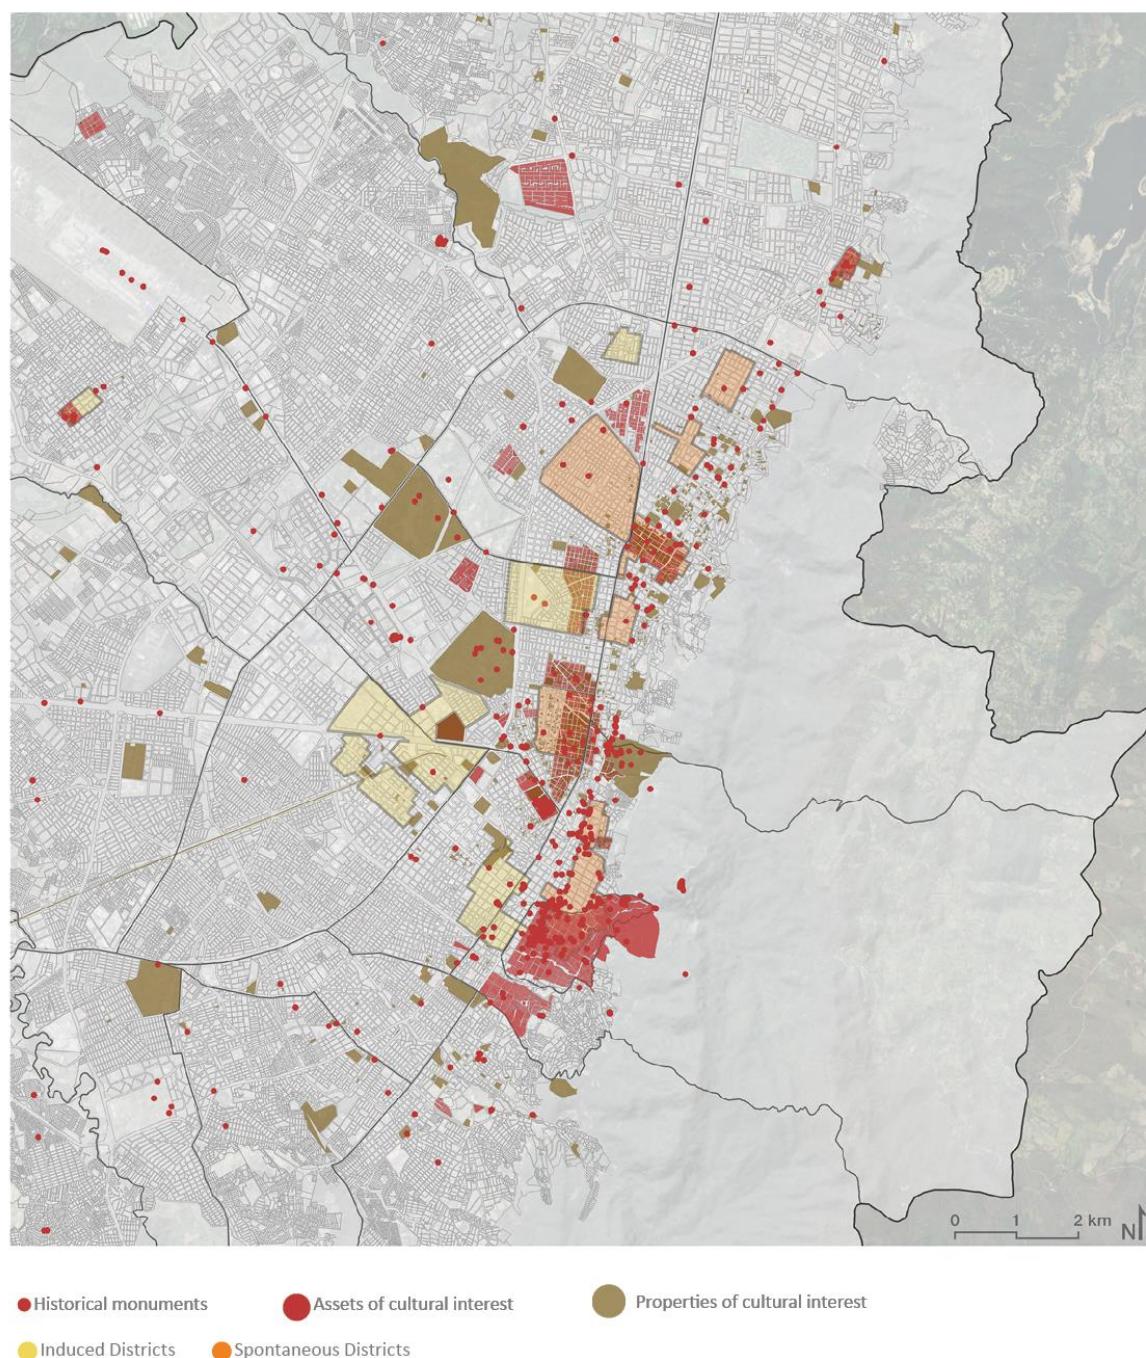 0 1 2 km
N
Historical monuments
Assets of cultural interest
Properties of cultural interest
Induced Districts
Spontaneous Districts